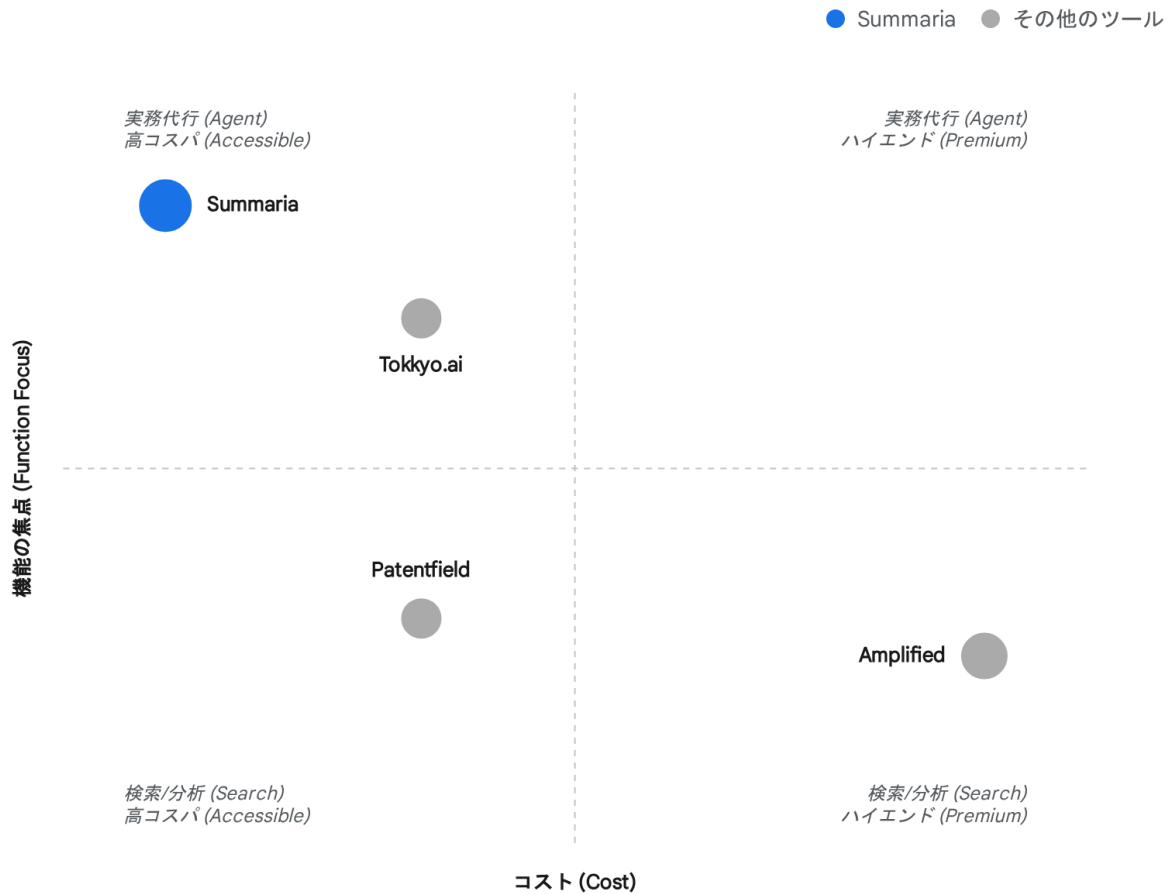 Summaria
その他のツール
実務代行 (Agent)
高コスパ (Accessible)
実務代行 (Agent)
ハイエンド (Premium)
Summaria
Tokkyo.ai
機能の焦点 (Function Focus)
Patentfield
Amplified
検索/分析 (Search)
高コスパ (Accessible)
検索/分析 (Search)
ハイエンド (Premium)
コスト (Cost)